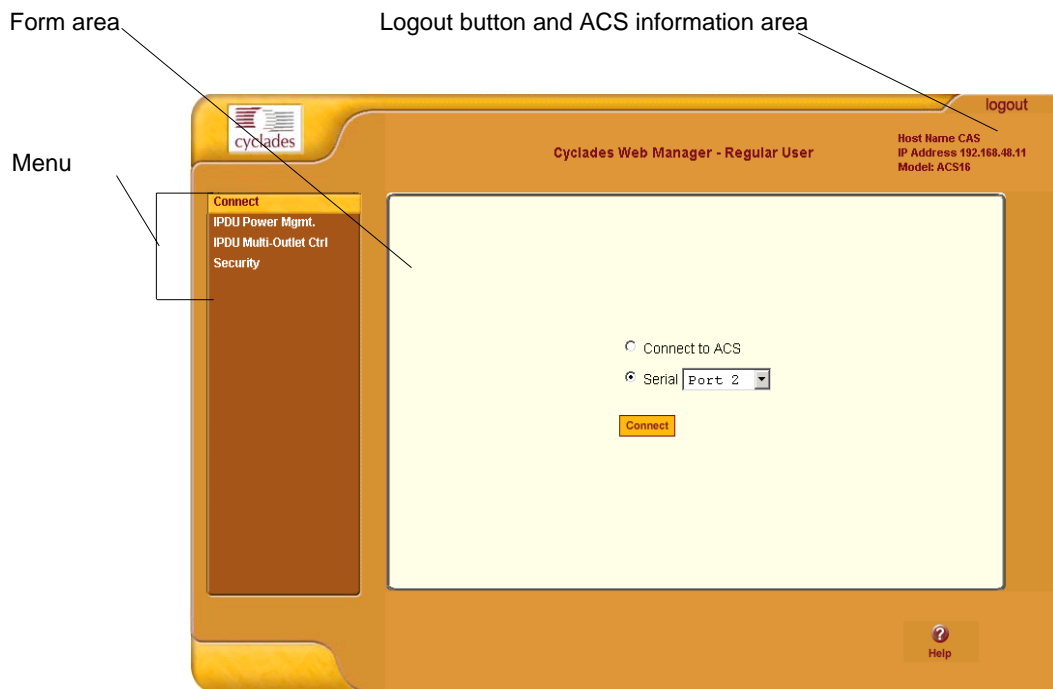 Form area
Logout button and ACS information area
logout
cyclades
Cyclades Web Manager - Regular User
Host Name CAS
IP Address 192.168.48.11
Model: ACS16
Menu
Connect
IPDU Power Mgmt.
IPDU Multi-Outlet Ctrl
Security
Connect to ACS
Serial Port 2
Connect
?
Help